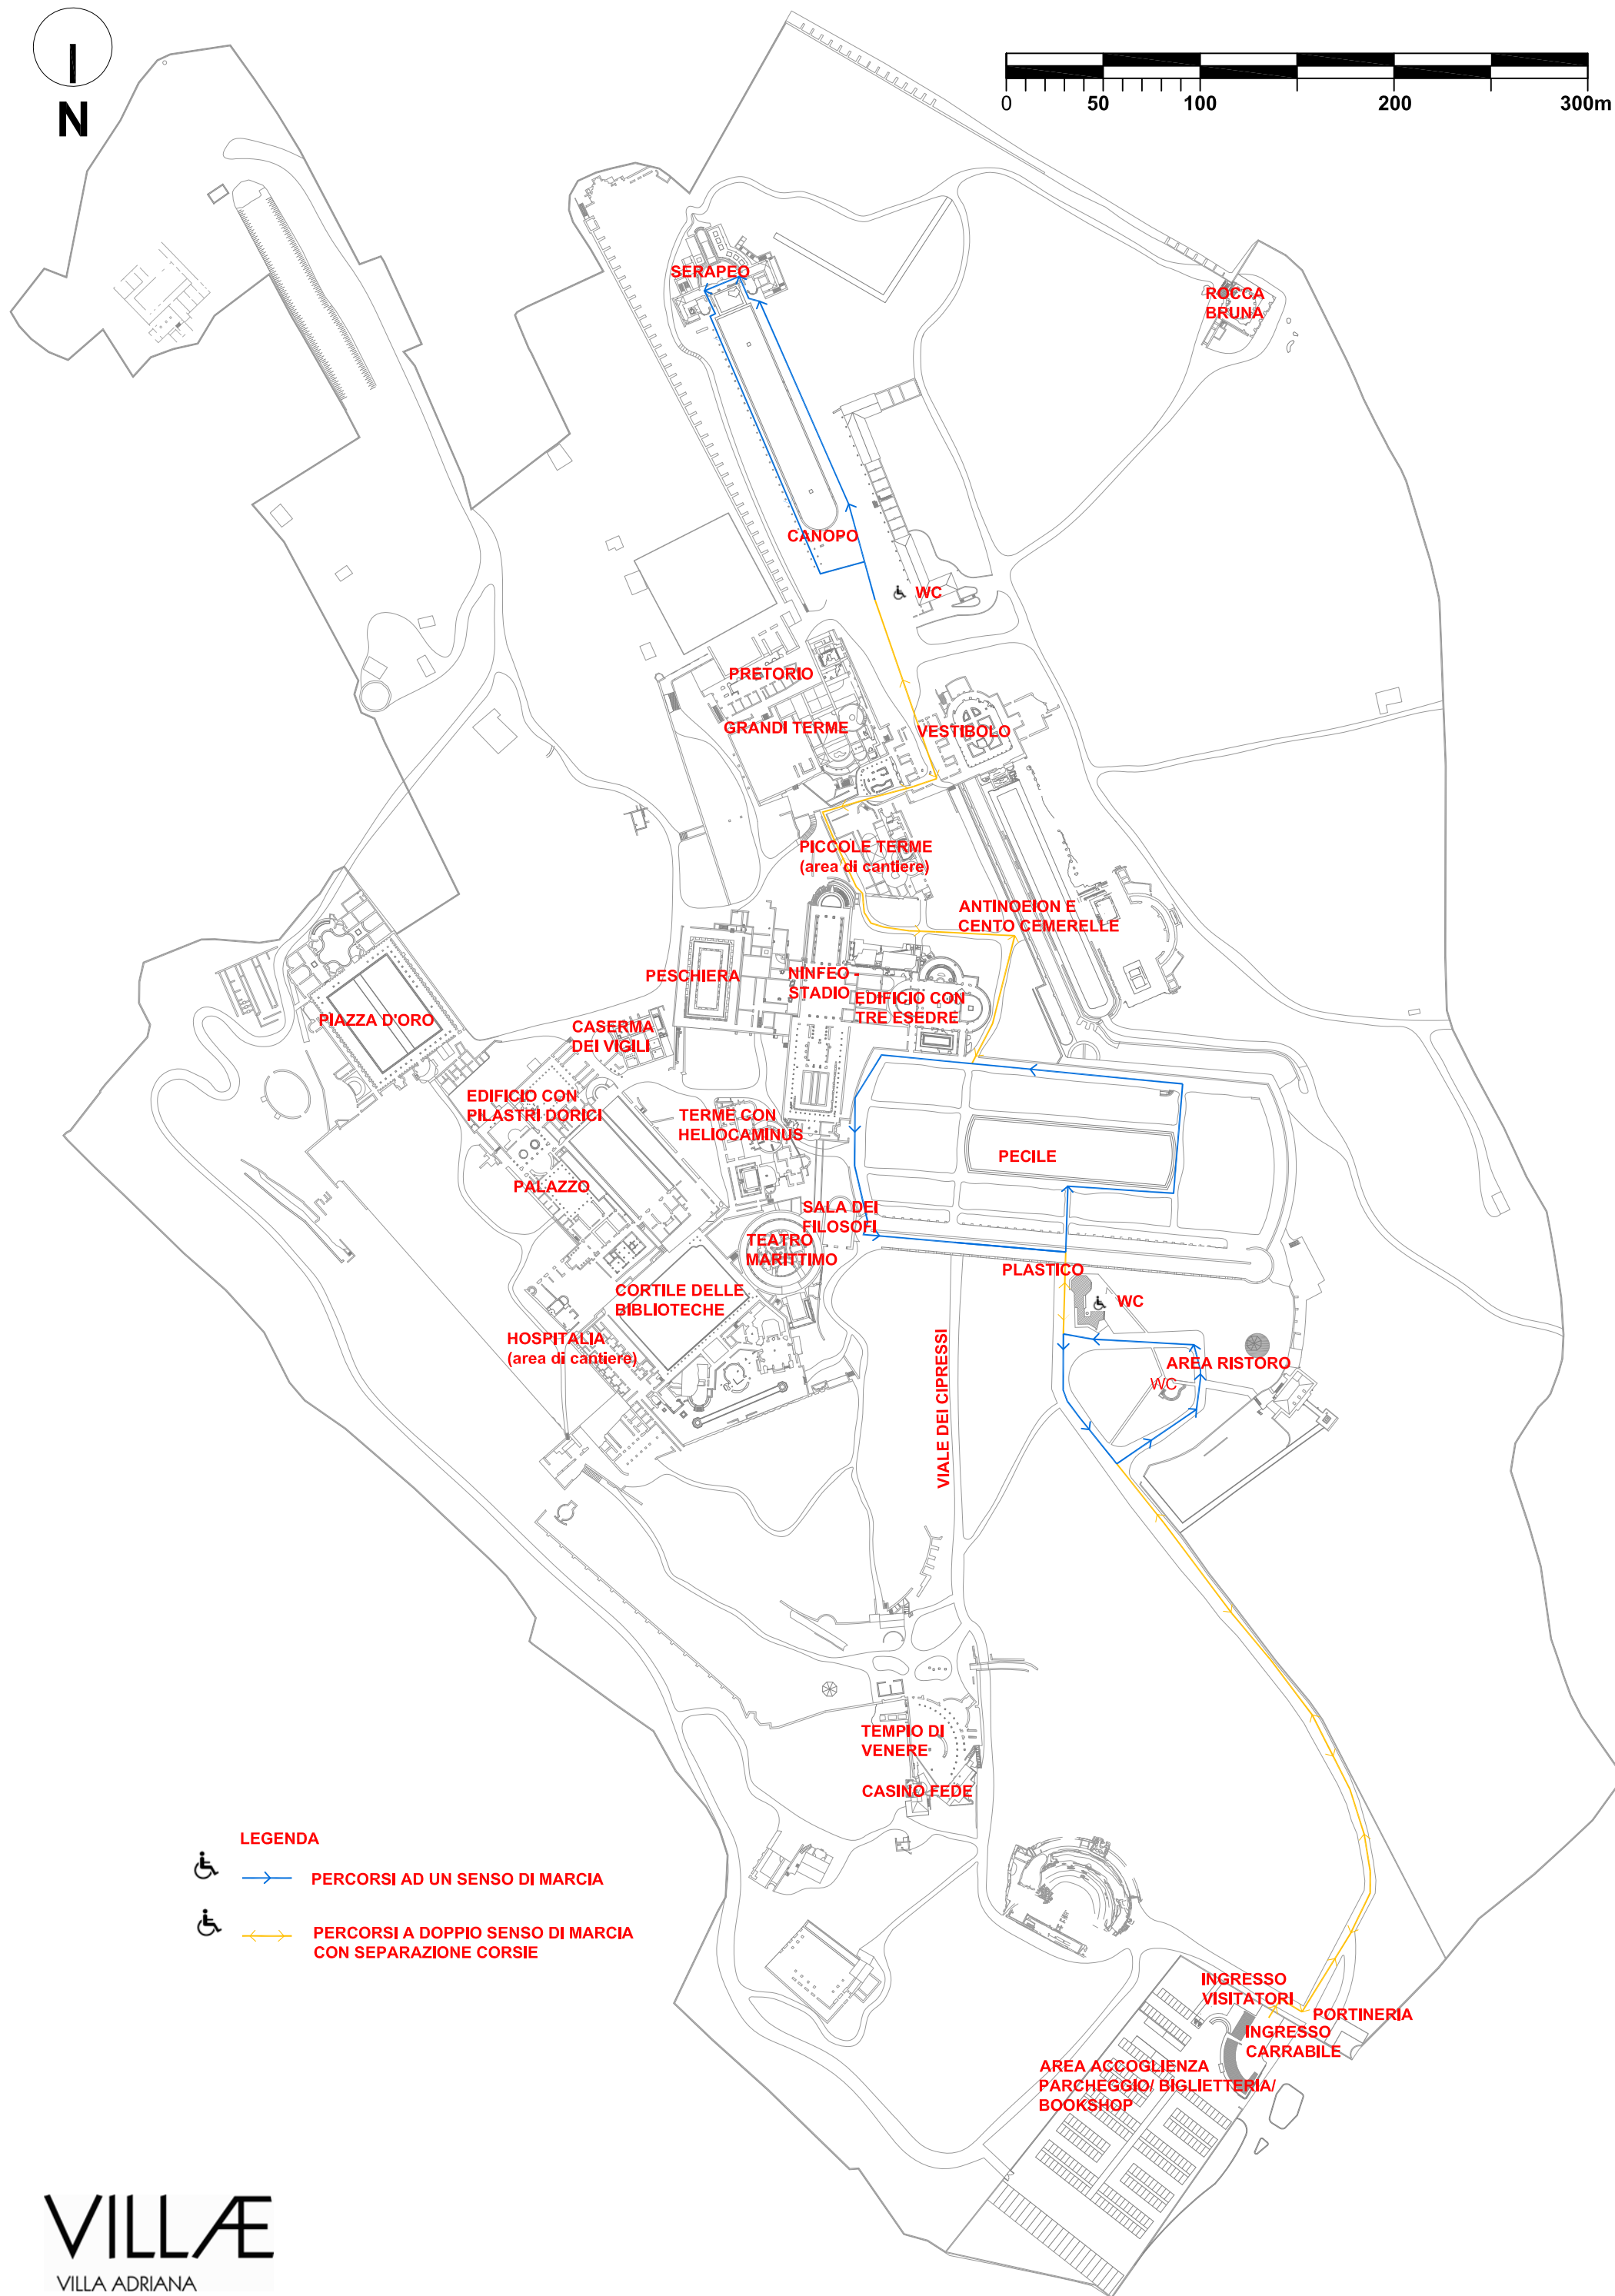 N
0 50 100 200 300m
SERAPEO
ROCCA
BRUNA
CANOPO
WC
PRETORIO
GRANDI TERME
VESTIBOLO
PICCOLE TERME
(area di cantiere)
ANTINOEION E
CENTO CEMERELLE
PESCHIERA
NINFEO -
STADIO
EDIFICIO CON
TRE ESEDRE
PIAZZA D'ORO
CASERMA
DEI VIGILI
EDIFICIO CON
PILASTRI DORICI
TERME CON
HELIOCAMINUS
PECILE
PALAZZO
SALA DEI
FILOSOFI
TEATRO
MARITTIMO
PLASTICO
CORTILE DELLE
BIBLIOTECHE
WC
HOSPITALIA
(area di cantiere)
VIALE DEI CIPRESSI
AREA RISTORO
WC
TEMPIO DI
VENERE
CASINO FEDE
LEGENDA
PERCORSI AD UN SENSO DI MARCIA
PERCORSI A DOPPIO SENSO DI MARCIA
CON SEPARAZIONE CORSIE
INGRESSO
VISITATORI
PORTINERIA
INGRESSO
CARRABILE
AREA ACCOGLIENZA
PARCHEGGIO/ BIGLIETTERIA/
BOOKSHOP
VILLÆ
VILLA ADRIANA